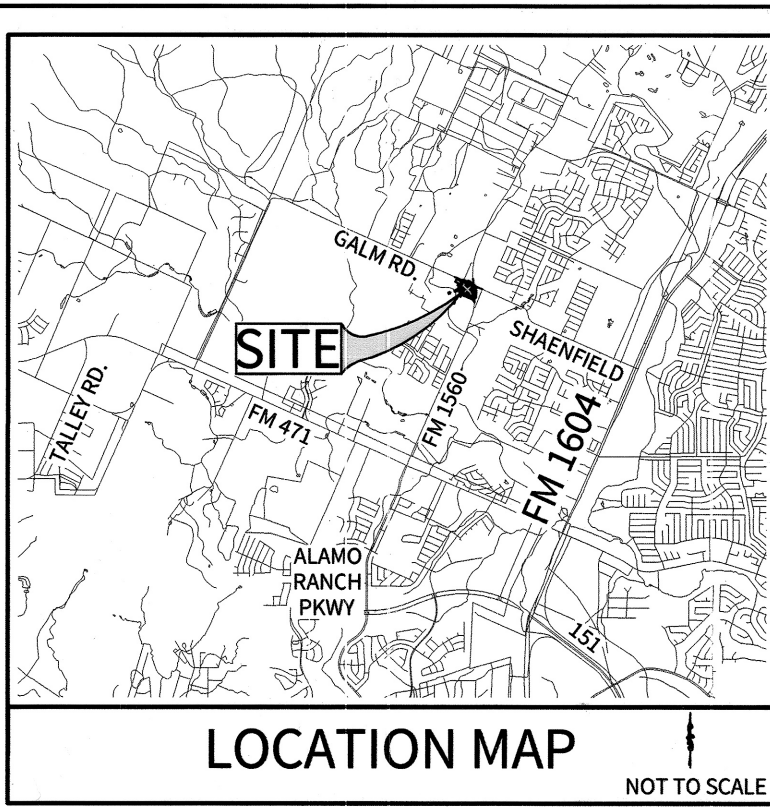 GALM RD.
SITE
SHAENFIELD
TALLEY RD.
FM 471
FM 1560
FM 1604
ALAMO
RANCH
PKWY
151
LOCATION MAP
NOT TO SCALE